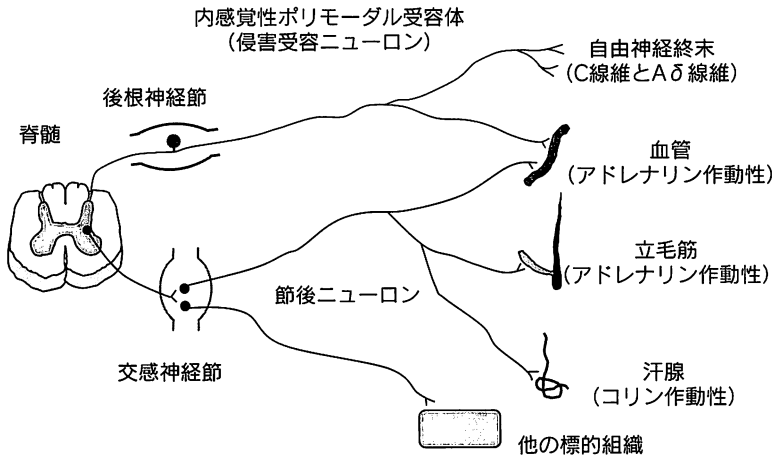 内感覚性ポリモーダル受容体
(侵害受容ニューロン)
自由神経終末
(C線維とAδ線維)
後根神経節
脊髄
血管
(アドレナリン作動性)
立毛筋
(アドレナリン作動性)
節後ニューロン
交感神経節
汗腺
(コリン作動性)
他の標的組織